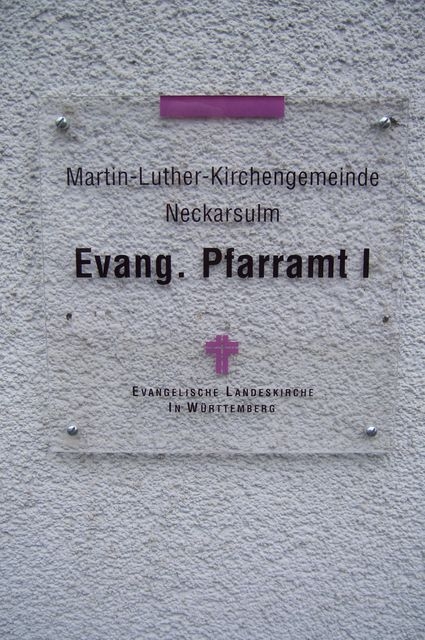 Martin-Luther-Kirchengemeinde
Neckarsulm
Evang. Pfarramt I
EVANGELISCHE LANDESKIRCHE
IN WÜRTTEMBERG